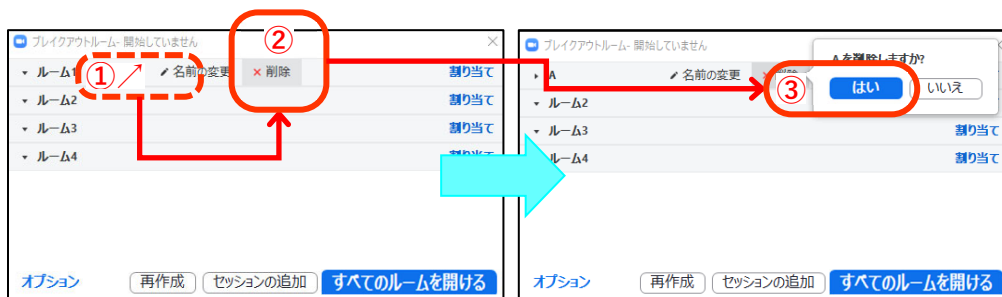 ブレイクアウトルーム- 開始していません
②
ルーム1
①↗
名前の変更
×削除
割り当て
ルーム2
割り当て
ルーム3
割り当て
ルーム4
割り当て
オプション
再作成
セッションの追加
すべてのルームを開ける
ブレイクアウトルーム- 開始していません
A
名前の変更
×削除
Aを削除しますか?
③
はい
いいえ
ルーム2
ルーム3
割り当て
ルーム4
割り当て
オプション
再作成
セッションの追加
すべてのルームを開ける